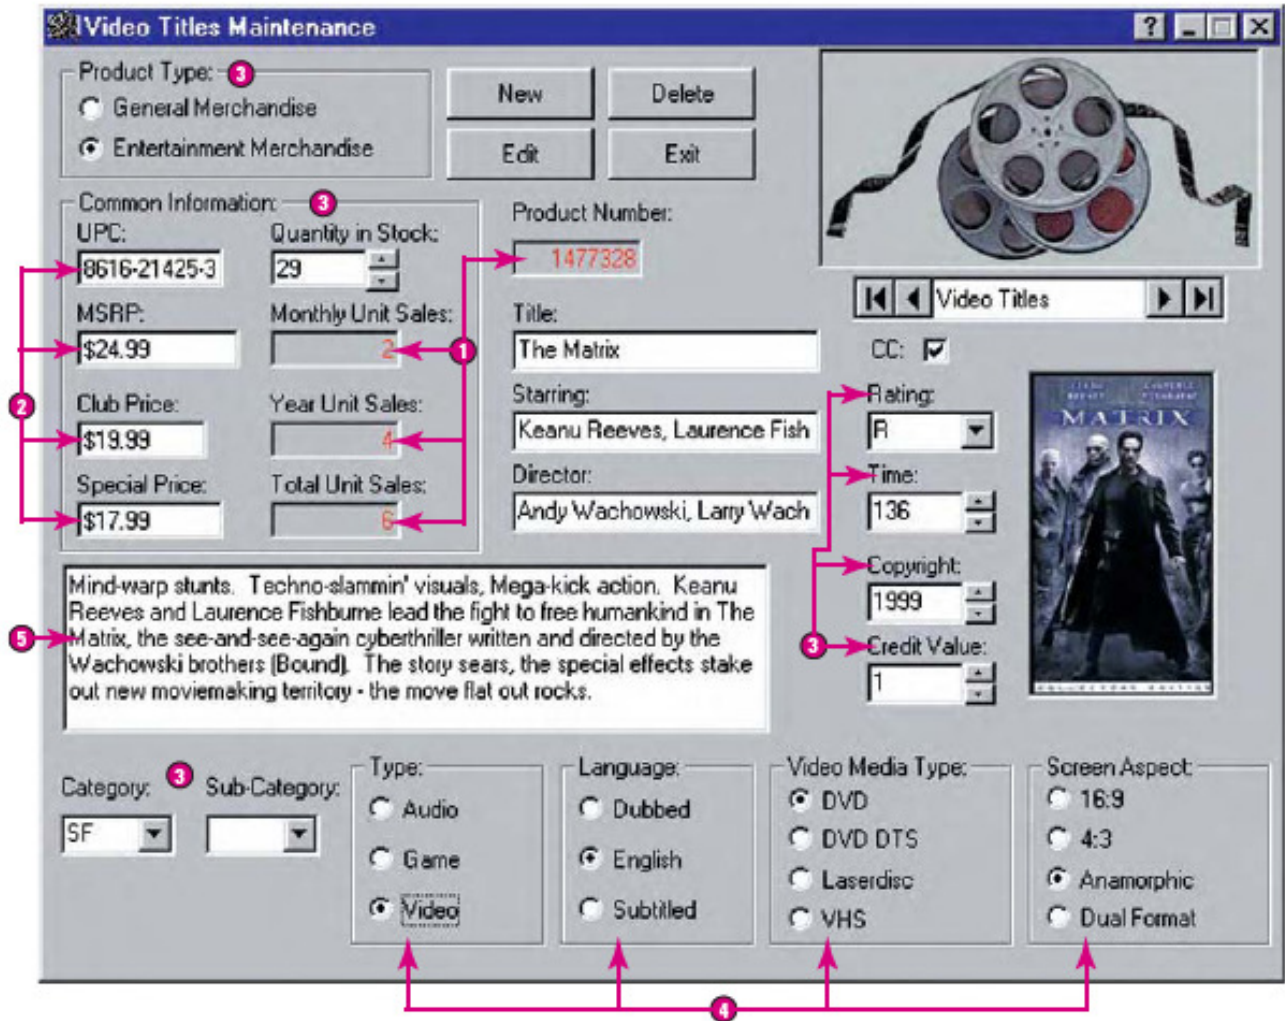 Video Titles Maintenance
?
Product Type: 3
General Merchandise
Entertainment Merchandise
New
Delete
Edit
Exit
Common Information: 3
UPC:
8616-21425-3
Quantity in Stock:
29
MSRP:
$24.99
Monthly Unit Sales:
2
1
2
Club Price:
$19.99
Year Unit Sales:
4
Special Price:
$17.99
Total Unit Sales:
6
Product Number:
1477328
Title:
The Matrix
Starring:
Keanu Reeves, Laurence Fish
Director:
Andy Wachowski, Larry Wach
Video Titles
CC:
Rating:
R
Time:
136
Copyright:
1999
3
Credit Value:
1
MATRIX
COLLECTORS EDITION
5
Mind-warp stunts. Techno-slammin' visuals, Mega-kick action. Keanu
Reeves and Laurence Fishburne lead the fight to free humankind in The
Matrix, the see-and-see-again cyberthriller written and directed by the
Wachowski brothers (Bound). The story sears, the special effects stake
out new moviemaking territory - the move flat out rocks.
Category:
3
Sub-Category:
SF
Type:
Audio
Game
Video
Language:
Dubbed
English
Subtitled
Video Media Type:
DVD
DVD DTS
Laserdisc
VHS
Screen Aspect:
16:9
4:3
Anamorphic
Dual Format
4